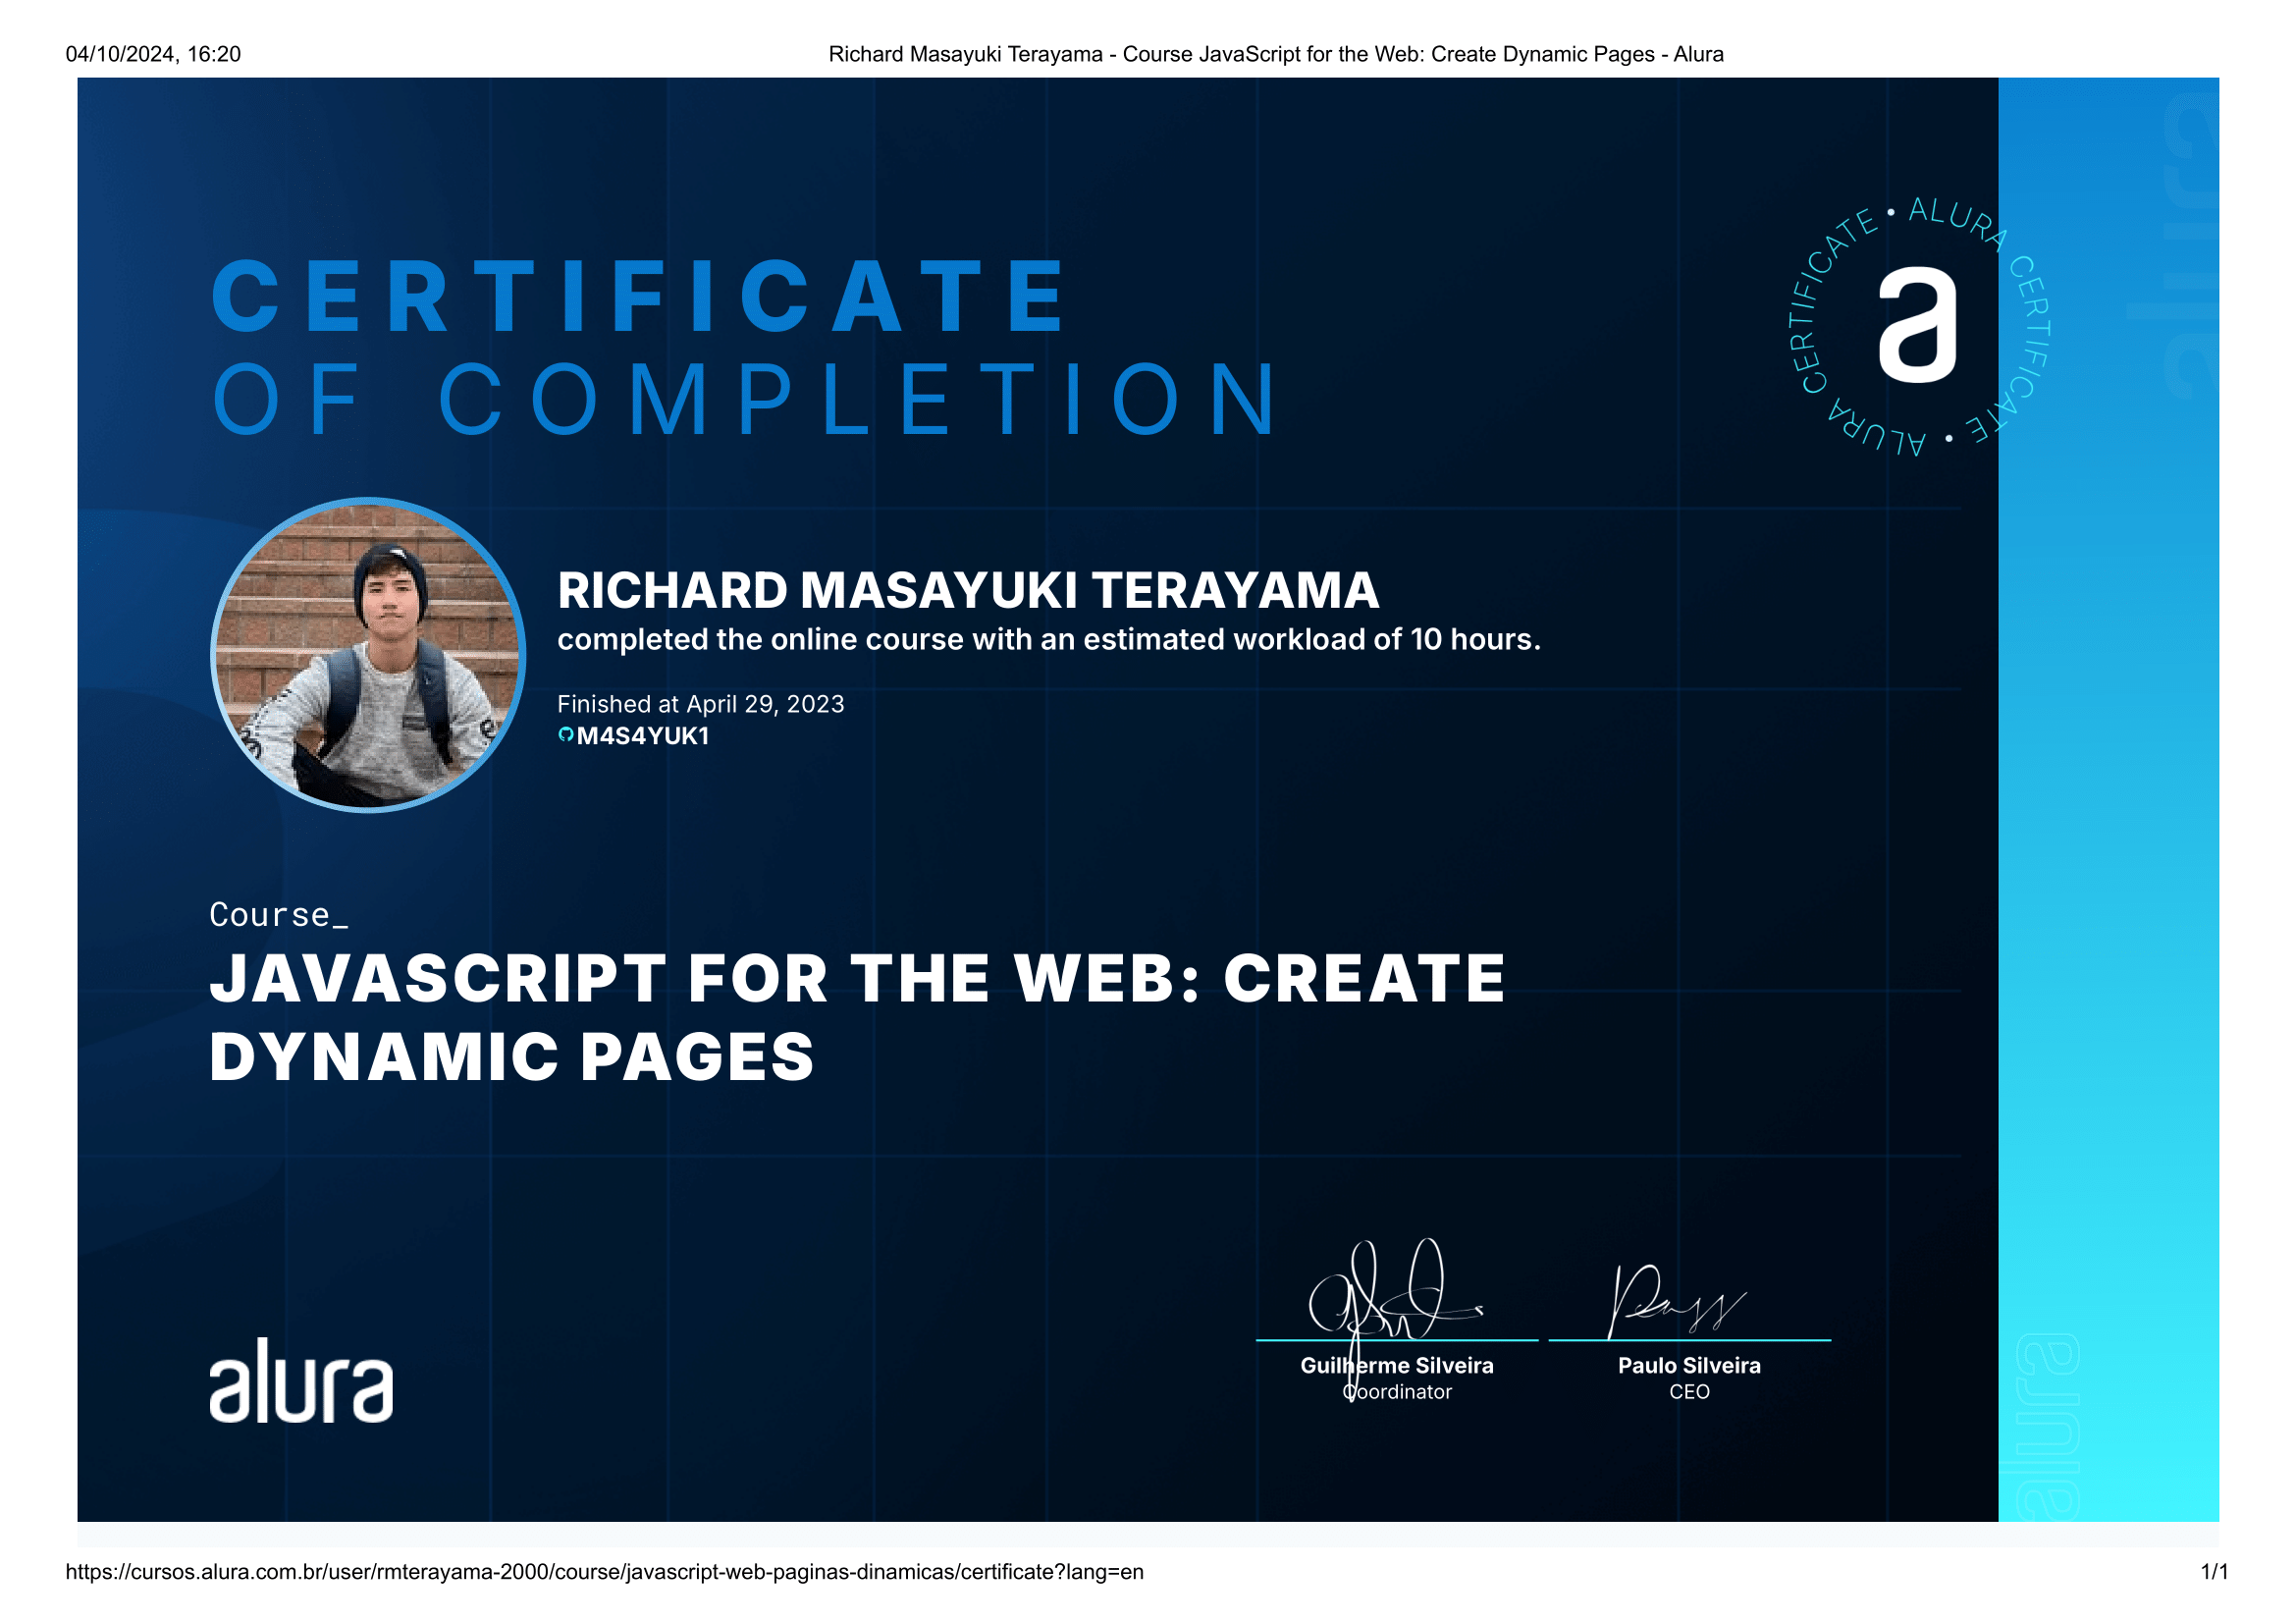 04/10/2024, 16:20
Richard Masayuki Terayama - Course JavaScript for the Web: Create Dynamic Pages - Alura
alura
ALURA CERTIFICATE • ALURA CERTIFICATE •
a
CERTIFICATE
OF COMPLETION
RICHARD MASAYUKI TERAYAMA
completed the online course with an estimated workload of 10 hours.
Finished at April 29, 2023
M4S4YUK1
Course_
JAVASCRIPT FOR THE WEB: CREATE
DYNAMIC PAGES
alura
Guilherme Silveira
Coordinator
Paulo Silveira
CEO
alura
https://cursos.alura.com.br/user/rmterayama-2000/course/javascript-web-paginas-dinamicas/certificate?lang=en
1/1